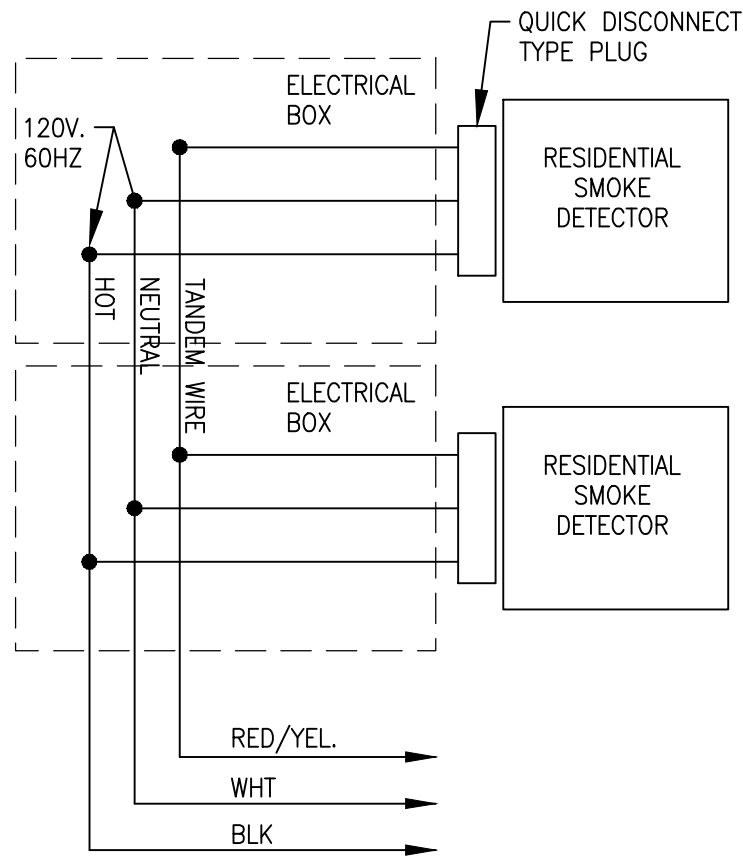 QUICK DISCONNECT
TYPE PLUG
ELECTRICAL
BOX
120V.
60HZ
RESIDENTIAL
SMOKE
DETECTOR
HOT
NEUTRAL
TANDEM WIRE
ELECTRICAL
BOX
RESIDENTIAL
SMOKE
DETECTOR
RED/YEL.
WHT
BLK